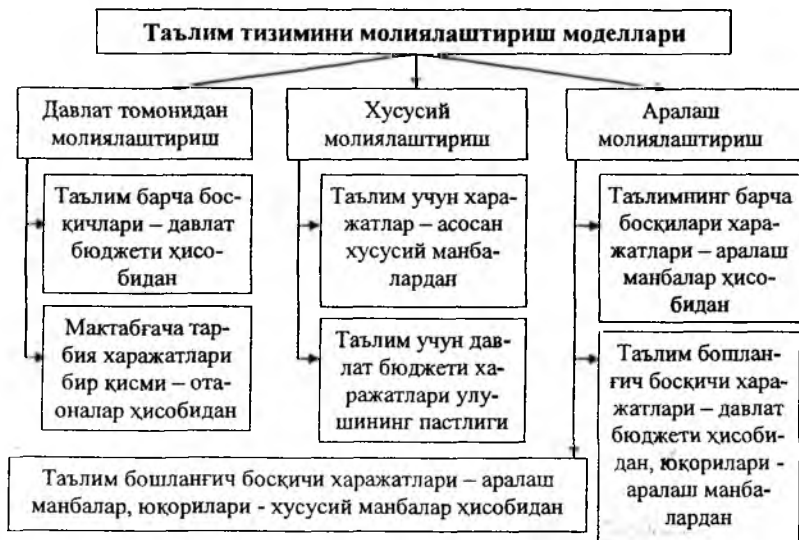 Таълим тизимини молиялаштириш моделлари
Давлат томонидан
молиялаштириш
Таълим барча бос-
қичлари – давлат
бюджети ҳисо-
бидан
Мактабғача тар-
бия харажатлари
бир қисми – ота-
оналар ҳисобидан
Хусусий
молиялаштириш
Таълим учун хара-
жатлар – асосан
хусусий манба-
лардан
Таълим учун дав-
лат бюджети ха-
ражатлари улу-
шининг пастлиги
Аралаш
молиялаштириш
Таълимнинг барча
босқилари хара-
жатлари – аралаш
манбалар ҳисо-
бидан
Таълим бошлан-
ғич босқичи хара-
жатлари – давлат
бюджети ҳисоби-
дан, юқорилари -
аралаш манба-
лардан
Таълим бошланғич босқичи харажатлари – аралаш
манбалар, юқорилари - хусусий манбалар ҳисобидан